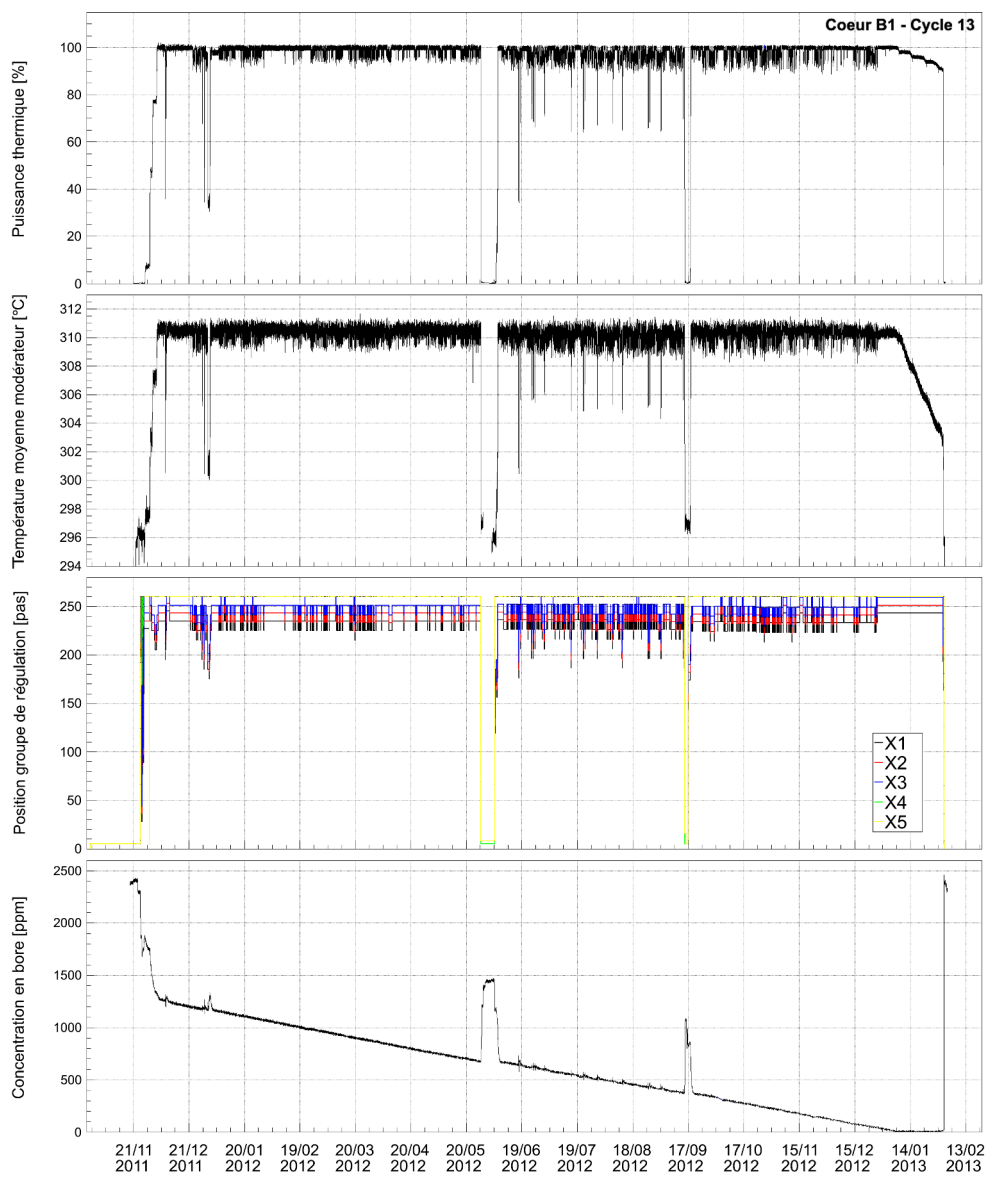 Coeur B1 - Cycle 13
Puissance thermique [%]
100
80
60
40
20
0
Température moyenne modérateur [°C]
312
310
308
306
304
302
300
298
296
294
Position groupe de régulation [pas]
250
200
150
100
50
0
X1
X2
X3
X4
X5
Concentration en bore [ppm]
2500
2000
1500
1000
500
0
21/11 21/12 20/01 19/02 20/03 20/04 20/05 19/06 19/07 18/08 17/09 17/10 15/11 15/12 14/01 13/02
2011 2011 2012 2012 2012 2012 2012 2012 2012 2012 2012 2012 2012 2012 2013 2013